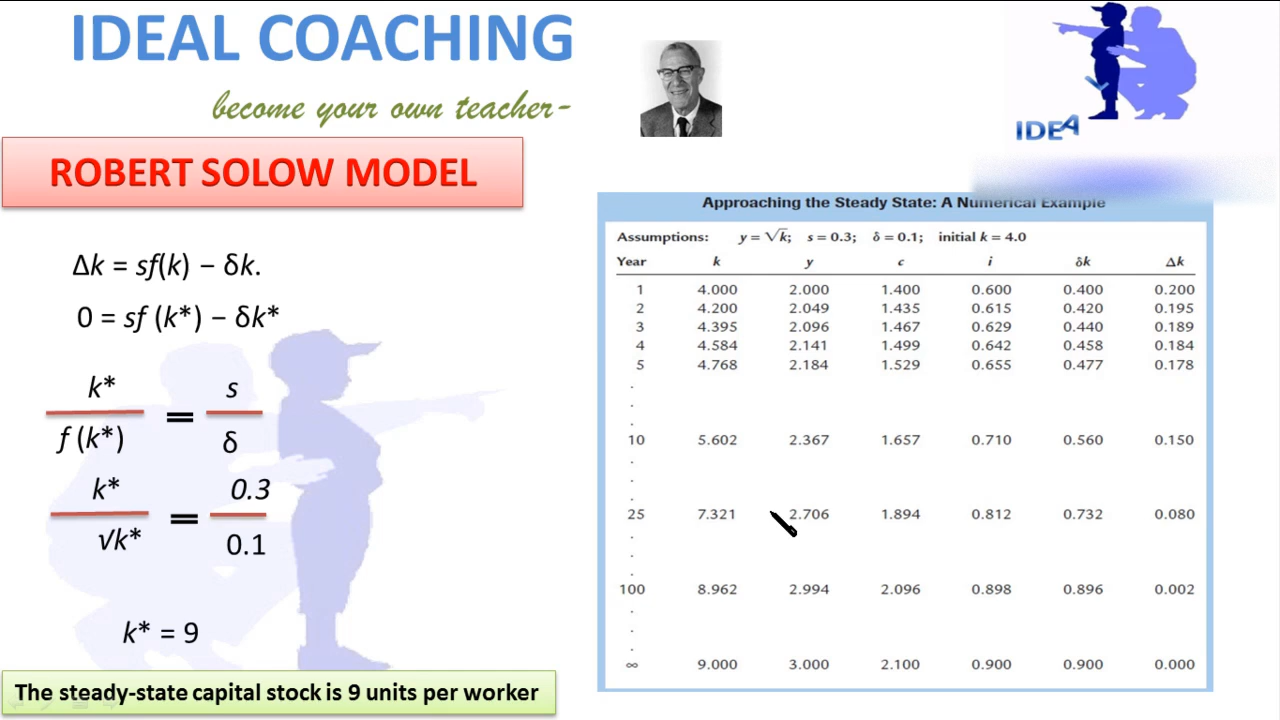 IDEAL COACHING
become your own teacher-
IDEA
ROBERT SOLOW MODEL
Δk = sf(k) − δk.
0 = sf (k*) − δk*
k* / f (k*) = s / δ
k* / √k* = 0.3 / 0.1
k* = 9
The steady-state capital stock is 9 units per worker
Approaching the Steady State: A Numerical Example
Assumptions: y = √k; s = 0.3; δ = 0.1; initial k = 4.0
Year k y c i δk Δk
1 4.000 2.000 1.400 0.600 0.400 0.200
2 4.200 2.049 1.435 0.615 0.420 0.195
3 4.395 2.096 1.467 0.629 0.440 0.189
4 4.584 2.141 1.499 0.642 0.458 0.184
5 4.768 2.184 1.529 0.655 0.477 0.178
.
.
.
10 5.602 2.367 1.657 0.710 0.560 0.150
.
.
.
25 7.321 2.706 1.894 0.812 0.732 0.080
.
.
.
100 8.962 2.994 2.096 0.898 0.896 0.002
.
.
.
∞ 9.000 3.000 2.100 0.900 0.900 0.000